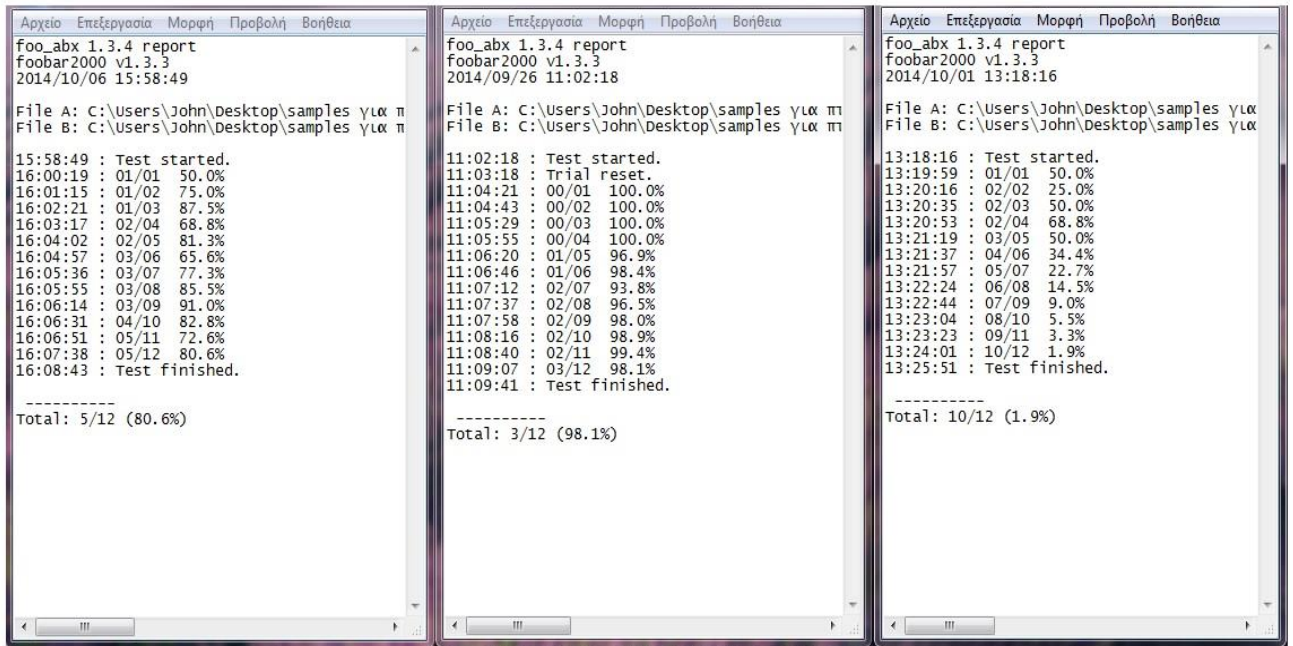 Αρχείο Επεξεργασία Μορφή Προβολή Βοήθεια
foo_abx 1.3.4 report
foobar2000 v1.3.3
2014/10/06 15:58:49
File A: C:\Users\John\Desktop\samples για π
File B: C:\Users\John\Desktop\samples για π
15:58:49 : Test started.
16:00:19 : 01/01 50.0%
16:01:15 : 01/02 75.0%
16:02:21 : 01/03 87.5%
16:03:17 : 02/04 68.8%
16:04:02 : 02/05 81.3%
16:04:57 : 03/06 65.6%
16:05:36 : 03/07 77.3%
16:05:55 : 03/08 85.5%
16:06:14 : 03/09 91.0%
16:06:31 : 04/10 82.8%
16:06:51 : 05/11 72.6%
16:07:38 : 05/12 80.6%
16:08:43 : Test finished.
----------
Total: 5/12 (80.6%)
Αρχείο Επεξεργασία Μορφή Προβολή Βοήθεια
foo_abx 1.3.4 report
foobar2000 v1.3.3
2014/09/26 11:02:18
File A: C:\Users\John\Desktop\samples για π
File B: C:\Users\John\Desktop\samples για π
11:02:18 : Test started.
11:03:18 : Trial reset.
11:04:21 : 00/01 100.0%
11:04:43 : 00/02 100.0%
11:05:29 : 00/03 100.0%
11:05:55 : 00/04 100.0%
11:06:20 : 01/05 96.9%
11:06:46 : 01/06 98.4%
11:07:12 : 02/07 93.8%
11:07:37 : 02/08 96.5%
11:07:58 : 02/09 98.0%
11:08:16 : 02/10 98.9%
11:08:40 : 02/11 99.4%
11:09:07 : 03/12 98.1%
11:09:41 : Test finished.
----------
Total: 3/12 (98.1%)
Αρχείο Επεξεργασία Μορφή Προβολή Βοήθεια
foo_abx 1.3.4 report
foobar2000 v1.3.3
2014/10/01 13:18:16
File A: C:\Users\John\Desktop\samples για
File B: C:\Users\John\Desktop\samples για
13:18:16 : Test started.
13:19:59 : 01/01 50.0%
13:20:16 : 02/02 25.0%
13:20:35 : 02/03 50.0%
13:20:53 : 02/04 68.8%
13:21:19 : 03/05 50.0%
13:21:37 : 04/06 34.4%
13:21:57 : 05/07 22.7%
13:22:24 : 06/08 14.5%
13:22:44 : 07/09 9.0%
13:23:04 : 08/10 5.5%
13:23:23 : 09/11 3.3%
13:24:01 : 10/12 1.9%
13:25:51 : Test finished.
----------
Total: 10/12 (1.9%)